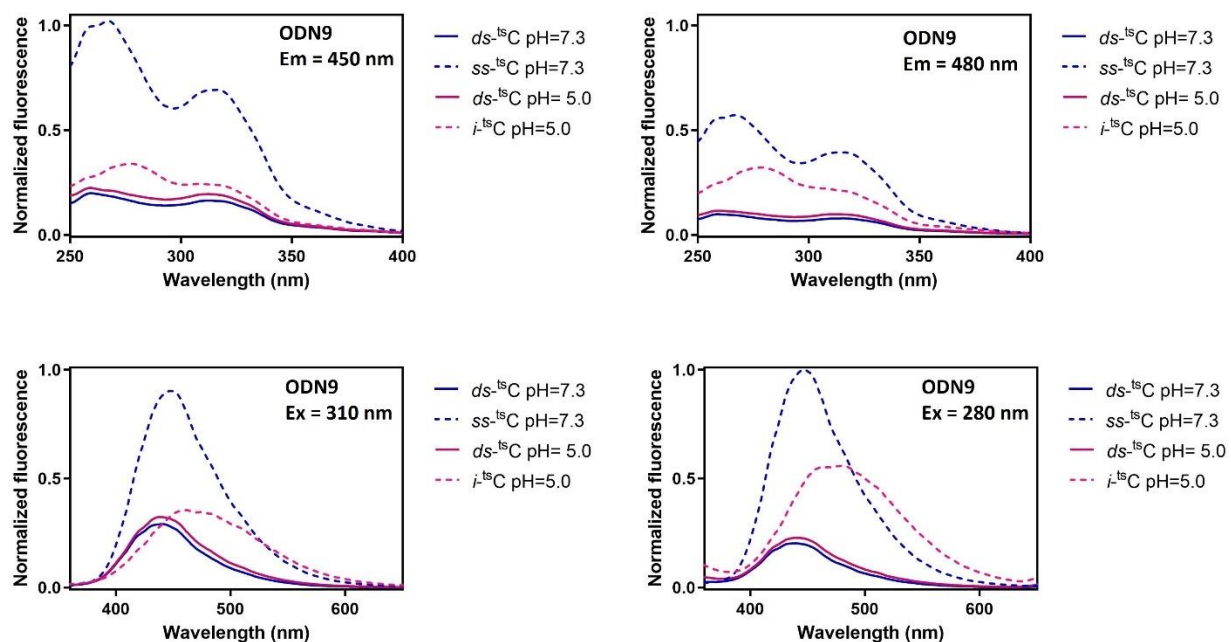 Normalized fluorescence
1.0
0.5
0.0
250
300
350
400
Wavelength (nm)
ODN9
Em = 450 nm
ds-tsC pH=7.3
ss-tsC pH=7.3
ds-tsC pH= 5.0
i-tsC pH=5.0
Normalized fluorescence
1.0
0.5
0.0
250
300
350
400
Wavelength (nm)
ODN9
Em = 480 nm
ds-tsC pH=7.3
ss-tsC pH=7.3
ds-tsC pH= 5.0
i-tsC pH=5.0
Normalized fluorescence
1.0
0.5
0.0
400
500
600
Wavelength (nm)
ODN9
Ex = 310 nm
ds-tsC pH=7.3
ss-tsC pH=7.3
ds-tsC pH= 5.0
i-tsC pH=5.0
Normalized fluorescence
1.0
0.5
0.0
400
500
600
Wavelength (nm)
ODN9
Ex = 280 nm
ds-tsC pH=7.3
ss-tsC pH=7.3
ds-tsC pH= 5.0
i-tsC pH=5.0